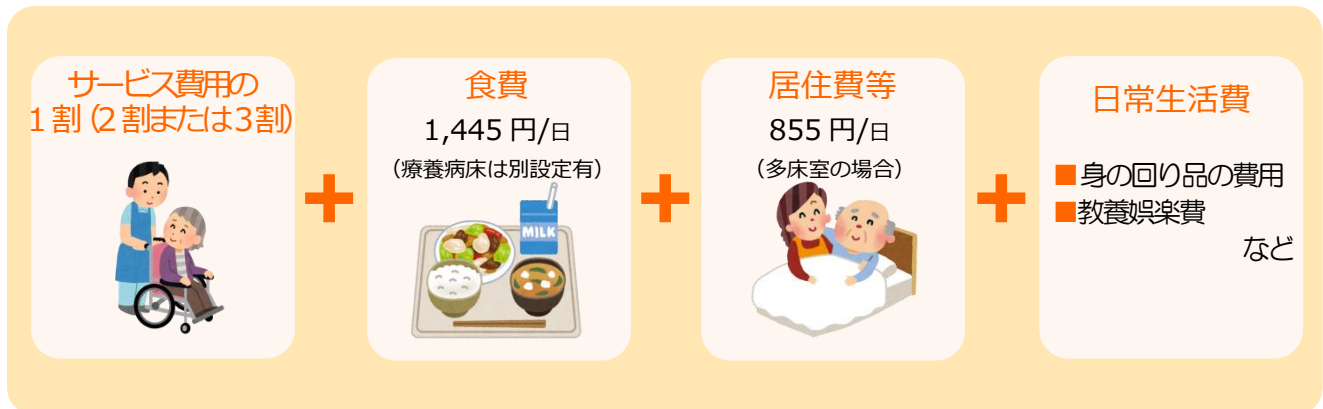 サービス費用の
1割（2割または3割）
食費
1,445円/日
（療養病床は別設定有）
MILK
居住費等
855円/日
（多床室の場合）
日常生活費
■身の回り品の費用
■教養娯楽費
など